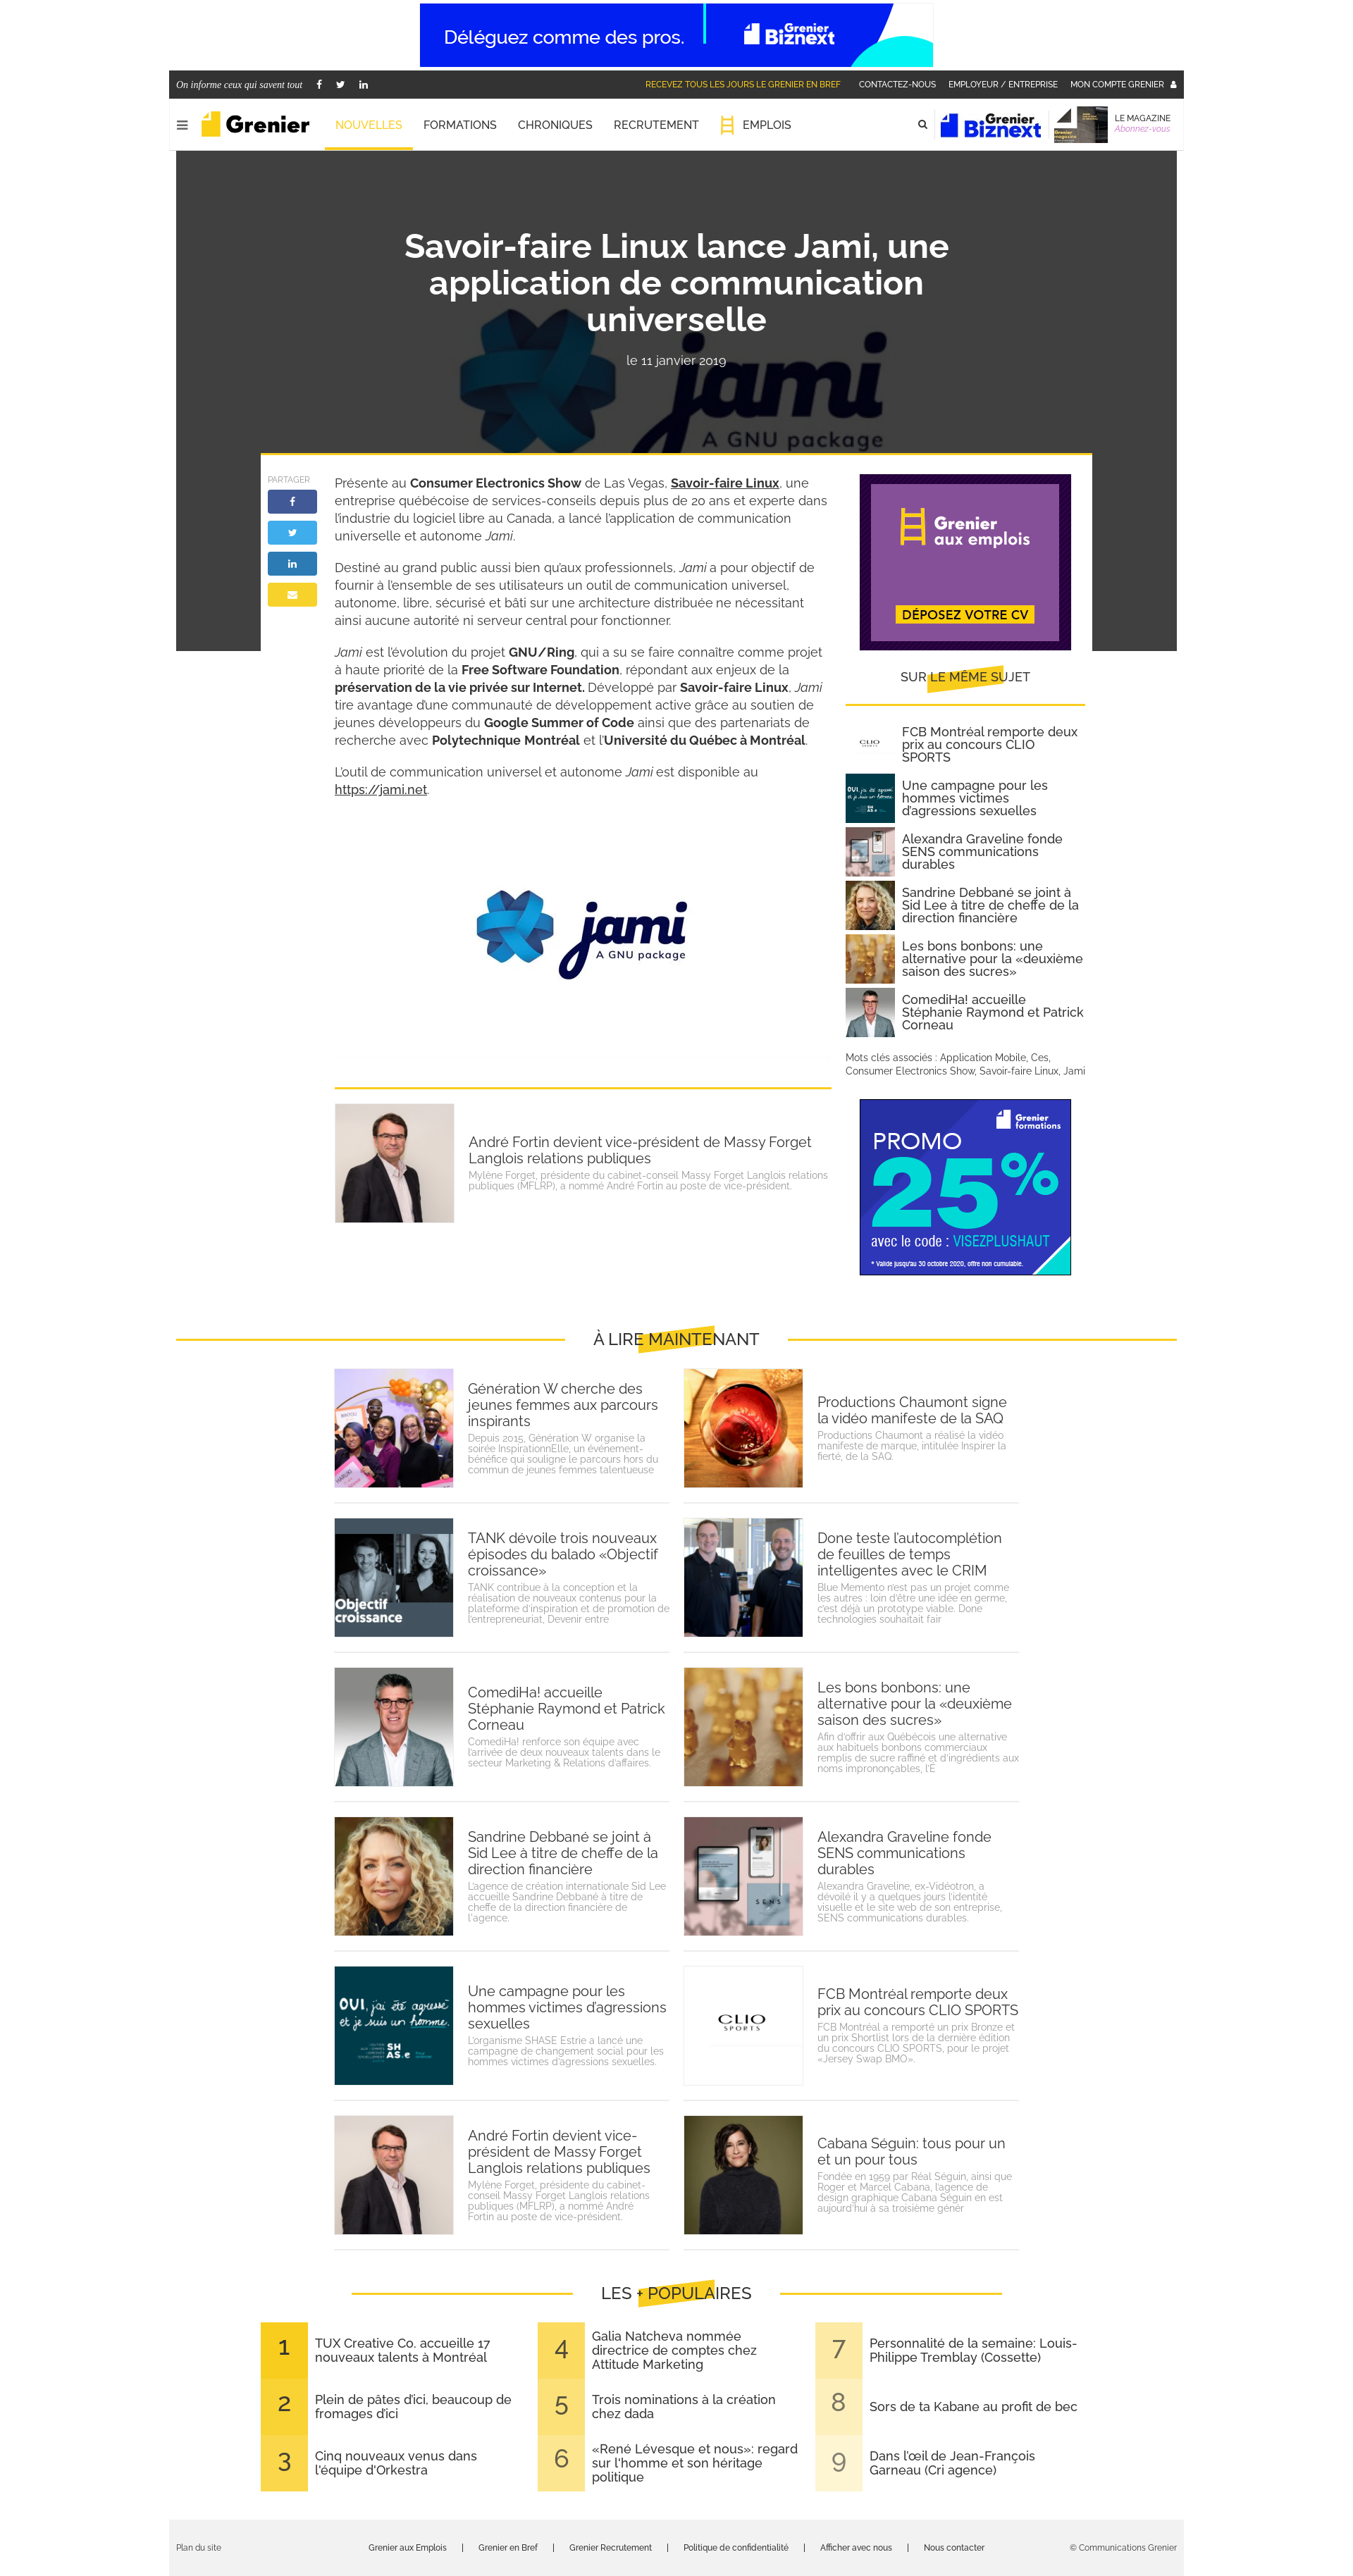 Déléguez comme des pros.
Grenier
Biznext
On informe ceux qui savent tout
RECEVEZ TOUS LES JOURS LE GRENIER EN BREF
CONTACTEZ-NOUS
EMPLOYEUR / ENTREPRISE
MON COMPTE GRENIER
Grenier
NOUVELLES
FORMATIONS
CHRONIQUES
RECRUTEMENT
EMPLOIS
Grenier
Biznext
LE MAGAZINE
Abonnez-vous
Savoir-faire Linux lance Jami, une
application de communication
universelle
le 11 janvier 2019
jami
A GNU package
PARTAGER
Présente au Consumer Electronics Show de Las Vegas, Savoir-faire Linux, une
entreprise québécoise de services-conseils depuis plus de 20 ans et experte dans
l'industrie du logiciel libre au Canada, a lancé l'application de communication
universelle et autonome Jami.
Destiné au grand public aussi bien qu'aux professionnels, Jami a pour objectif de
fournir à l'ensemble de ses utilisateurs un outil de communication universel,
autonome, libre, sécurisé et bâti sur une architecture distribuée ne nécessitant
ainsi aucune autorité ni serveur central pour fonctionner.
Jami est l'évolution du projet GNU/Ring, qui a su se faire connaître comme projet
à haute priorité de la Free Software Foundation, répondant aux enjeux de la
préservation de la vie privée sur Internet. Développé par Savoir-faire Linux, Jami
tire avantage d'une communauté de développement active grâce au soutien de
jeunes développeurs du Google Summer of Code ainsi que des partenariats de
recherche avec Polytechnique Montréal et l'Université du Québec à Montréal.
L'outil de communication universel et autonome Jami est disponible au
https://jami.net.
jami
A GNU package
André Fortin devient vice-président de Massy Forget
Langlois relations publiques
Mylène Forget, présidente du cabinet-conseil Massy Forget Langlois relations
publiques (MFLRP), a nommé André Fortin au poste de vice-président.
Grenier
aux emplois
DÉPOSEZ VOTRE CV
SUR LE MÊME SUJET
CLIO
SPORTS
FCB Montréal remporte deux
prix au concours CLIO
SPORTS
Une campagne pour les
hommes victimes
d'agressions sexuelles
Alexandra Graveline fonde
SENS communications
durables
Sandrine Debbané se joint à
Sid Lee à titre de cheffe de la
direction financière
Les bons bonbons: une
alternative pour la «deuxième
saison des sucres»
ComediHa! accueille
Stéphanie Raymond et Patrick
Corneau
Mots clés associés : Application Mobile, Ces,
Consumer Electronics Show, Savoir-faire Linux, Jami
Grenier
formations
PROMO
25%
avec le code : VISEZPLUSHAUT
* Valide jusqu'au 30 octobre 2020, offre non cumulable.
À LIRE MAINTENANT
Génération W cherche des
jeunes femmes aux parcours
inspirants
Depuis 2015, Génération W organise la
soirée InspirationnElle, un événement-
bénéfice qui souligne le parcours hors du
commun de jeunes femmes talentueuse
Productions Chaumont signe
la vidéo manifeste de la SAQ
Productions Chaumont a réalisé la vidéo
manifeste de marque, intitulée Inspirer la
fierté, de la SAQ.
Objectif
croissance
TANK dévoile trois nouveaux
épisodes du balado «Objectif
croissance»
TANK contribue à la conception et la
réalisation de nouveaux contenus pour la
plateforme d'inspiration et de promotion de
l'entrepreneuriat, Devenir entre
Done teste l'autocomplétion
de feuilles de temps
intelligentes avec le CRIM
Blue Memento n'est pas un projet comme
les autres : loin d'être une idée en germe,
c'est déjà un prototype viable. Done
technologies souhaitait fair
ComediHa! accueille
Stéphanie Raymond et Patrick
Corneau
ComediHa! renforce son équipe avec
l'arrivée de deux nouveaux talents dans le
secteur Marketing & Relations d'affaires.
Les bons bonbons: une
alternative pour la «deuxième
saison des sucres»
Afin d'offrir aux Québécois une alternative
aux habituels bonbons commerciaux
remplis de sucre raffiné et d'ingrédients aux
noms imprononçables, l'É
Sandrine Debbané se joint à
Sid Lee à titre de cheffe de la
direction financière
L'agence de création internationale Sid Lee
accueille Sandrine Debbané à titre de
cheffe de la direction financière de
l'agence.
SENS
Alexandra Graveline fonde
SENS communications
durables
Alexandra Graveline, ex-Vidéotron, a
dévoilé il y a quelques jours l'identité
visuelle et le site web de son entreprise,
SENS communications durables.
OUI, j'ai été agressé
et je suis un homme.
SH
AS.e
Une campagne pour les
hommes victimes d'agressions
sexuelles
L'organisme SHASE Estrie a lancé une
campagne de changement social pour les
hommes victimes d'agressions sexuelles.
CLIO
SPORTS
FCB Montréal remporte deux
prix au concours CLIO SPORTS
FCB Montréal a remporté un prix Bronze et
un prix Shortlist lors de la dernière édition
du concours CLIO SPORTS, pour le projet
«Jersey Swap BMO».
André Fortin devient vice-
président de Massy Forget
Langlois relations publiques
Mylène Forget, présidente du cabinet-
conseil Massy Forget Langlois relations
publiques (MFLRP), a nommé André
Fortin au poste de vice-président.
Cabana Séguin: tous pour un
et un pour tous
Fondée en 1959 par Réal Séguin, ainsi que
Roger et Marcel Cabana, l'agence de
design graphique Cabana Séguin en est
aujourd'hui à sa troisième génér
LES + POPULAIRES
1
TUX Creative Co. accueille 17
nouveaux talents à Montréal
2
Plein de pâtes d'ici, beaucoup de
fromages d'ici
3
Cinq nouveaux venus dans
l'équipe d'Orkestra
4
Galia Natcheva nommée
directrice de comptes chez
Attitude Marketing
5
Trois nominations à la création
chez dada
6
«René Lévesque et nous»: regard
sur l'homme et son héritage
politique
7
Personnalité de la semaine: Louis-
Philippe Tremblay (Cossette)
8
Sors de ta Kabane au profit de bec
9
Dans l'œil de Jean-François
Garneau (Cri agence)
Plan du site
Grenier aux Emplois | Grenier en Bref | Grenier Recrutement | Politique de confidentialité | Afficher avec nous | Nous contacter
© Communications Grenier